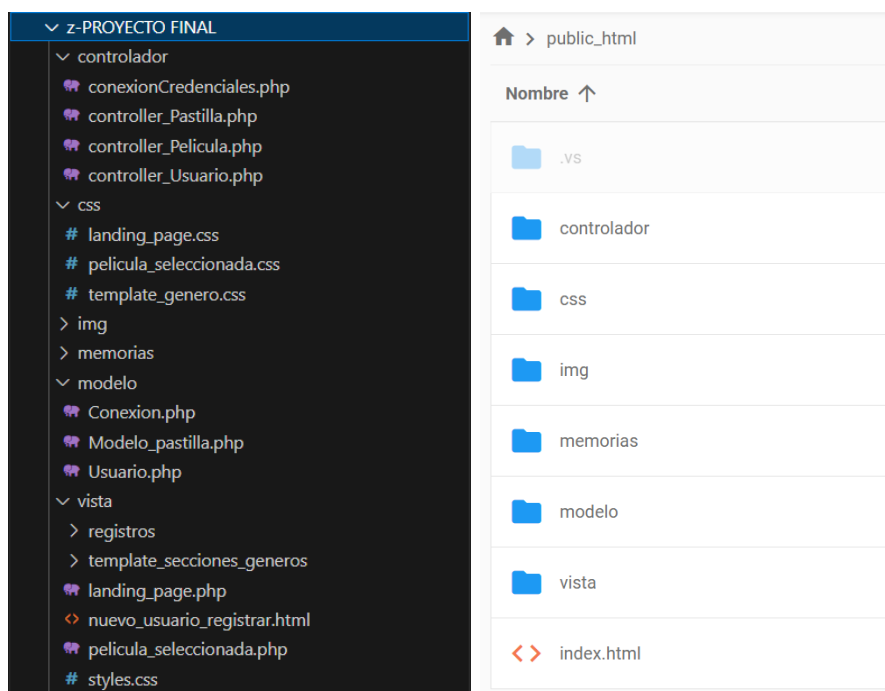 z-PROYECTO FINAL
controlador
conexionCredenciales.php
controller_Pastilla.php
controller_Pelicula.php
controller_Usuario.php
css
# landing_page.css
# pelicula_seleccionada.css
# template_genero.css
img
memorias
modelo
Conexion.php
Modelo_pastilla.php
Usuario.php
vista
registros
template_secciones_generos
landing_page.php
nuevo_usuario_registrar.html
pelicula_seleccionada.php
# styles.css
public_html
Nombre
.vs
controlador
css
img
memorias
modelo
vista
index.html